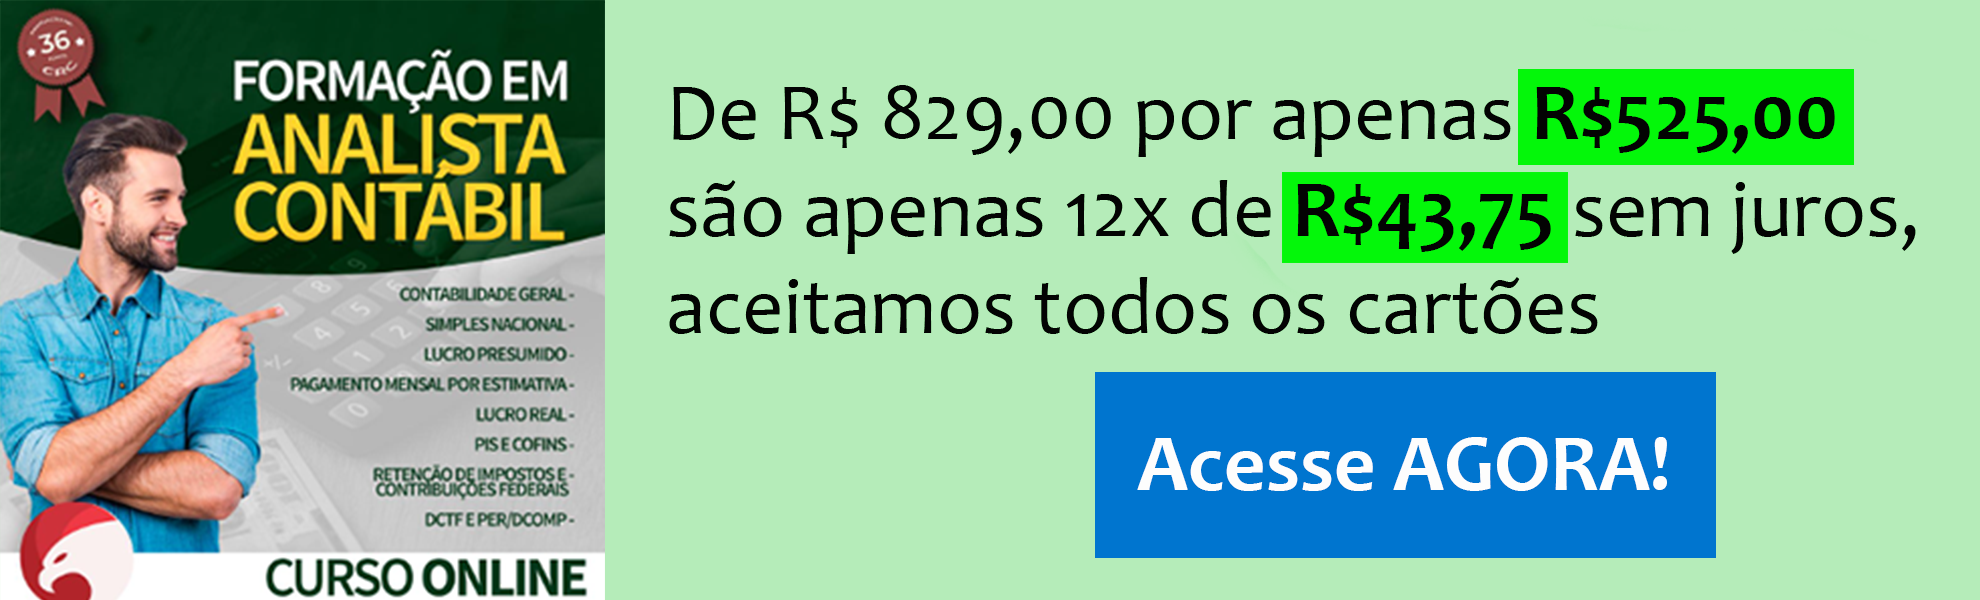 36
CRC
FORMAÇÃO EM
ANALISTA
CONTÁBIL
CONTABILIDADE GERAL -
SIMPLES NACIONAL -
LUCRO PRESUMIDO -
PAGAMENTO MENSAL POR ESTIMATIVA -
LUCRO REAL -
PIS E COFINS -
RETENÇÃO DE IMPOSTOS E -
CONTRIBUIÇÕES FEDERAIS
DCTF E PER/DCOMP -
CURSO ONLINE
De R$ 829,00 por apenas R$525,00
são apenas 12x de R$43,75 sem juros,
aceitamos todos os cartões
Acesse AGORA!